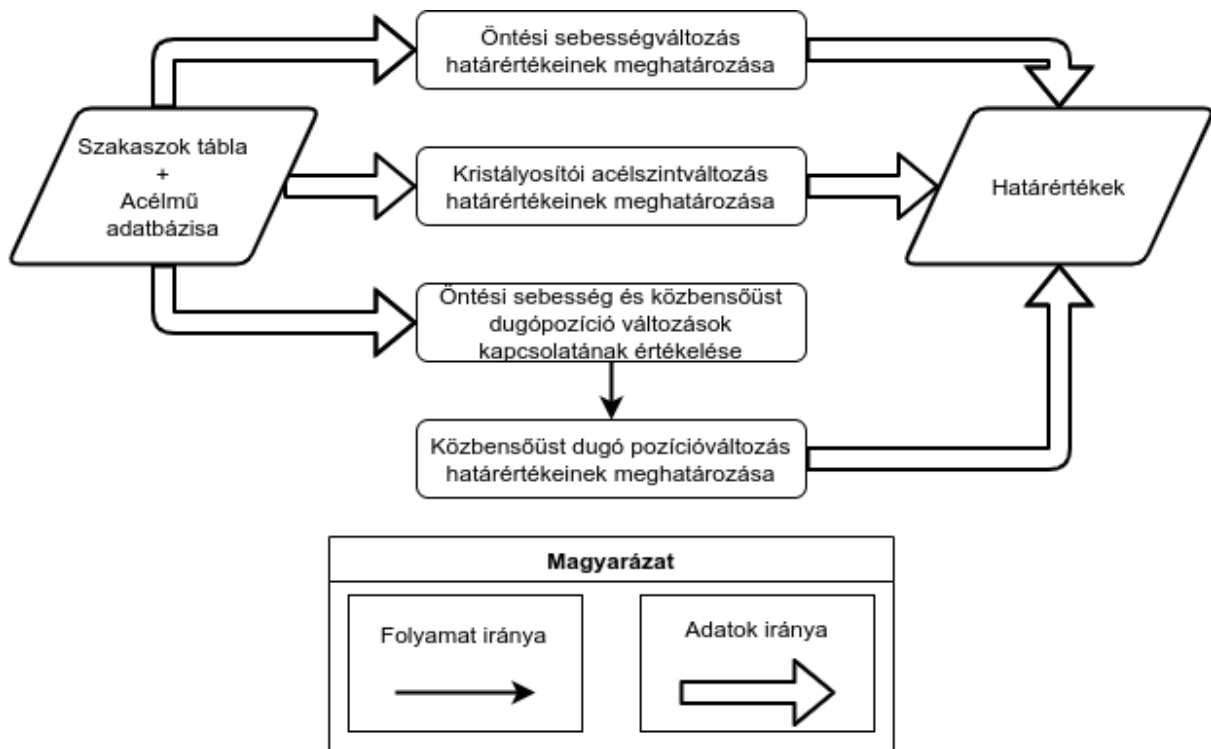 Öntési sebességváltozás
határértékeinek meghatározása
Szakaszok tábla
+
Acélmű
adatbázisa
Kristályosítói acélszintváltozás
határértékeinek meghatározása
Határértékek
Öntési sebesség és közbensőüst
dugópozíció változások
kapcsolatának értékelése
Közbensőüst dugó pozícióváltozás
határértékeinek meghatározása
Magyarázat
Folyamat iránya
Adatok iránya